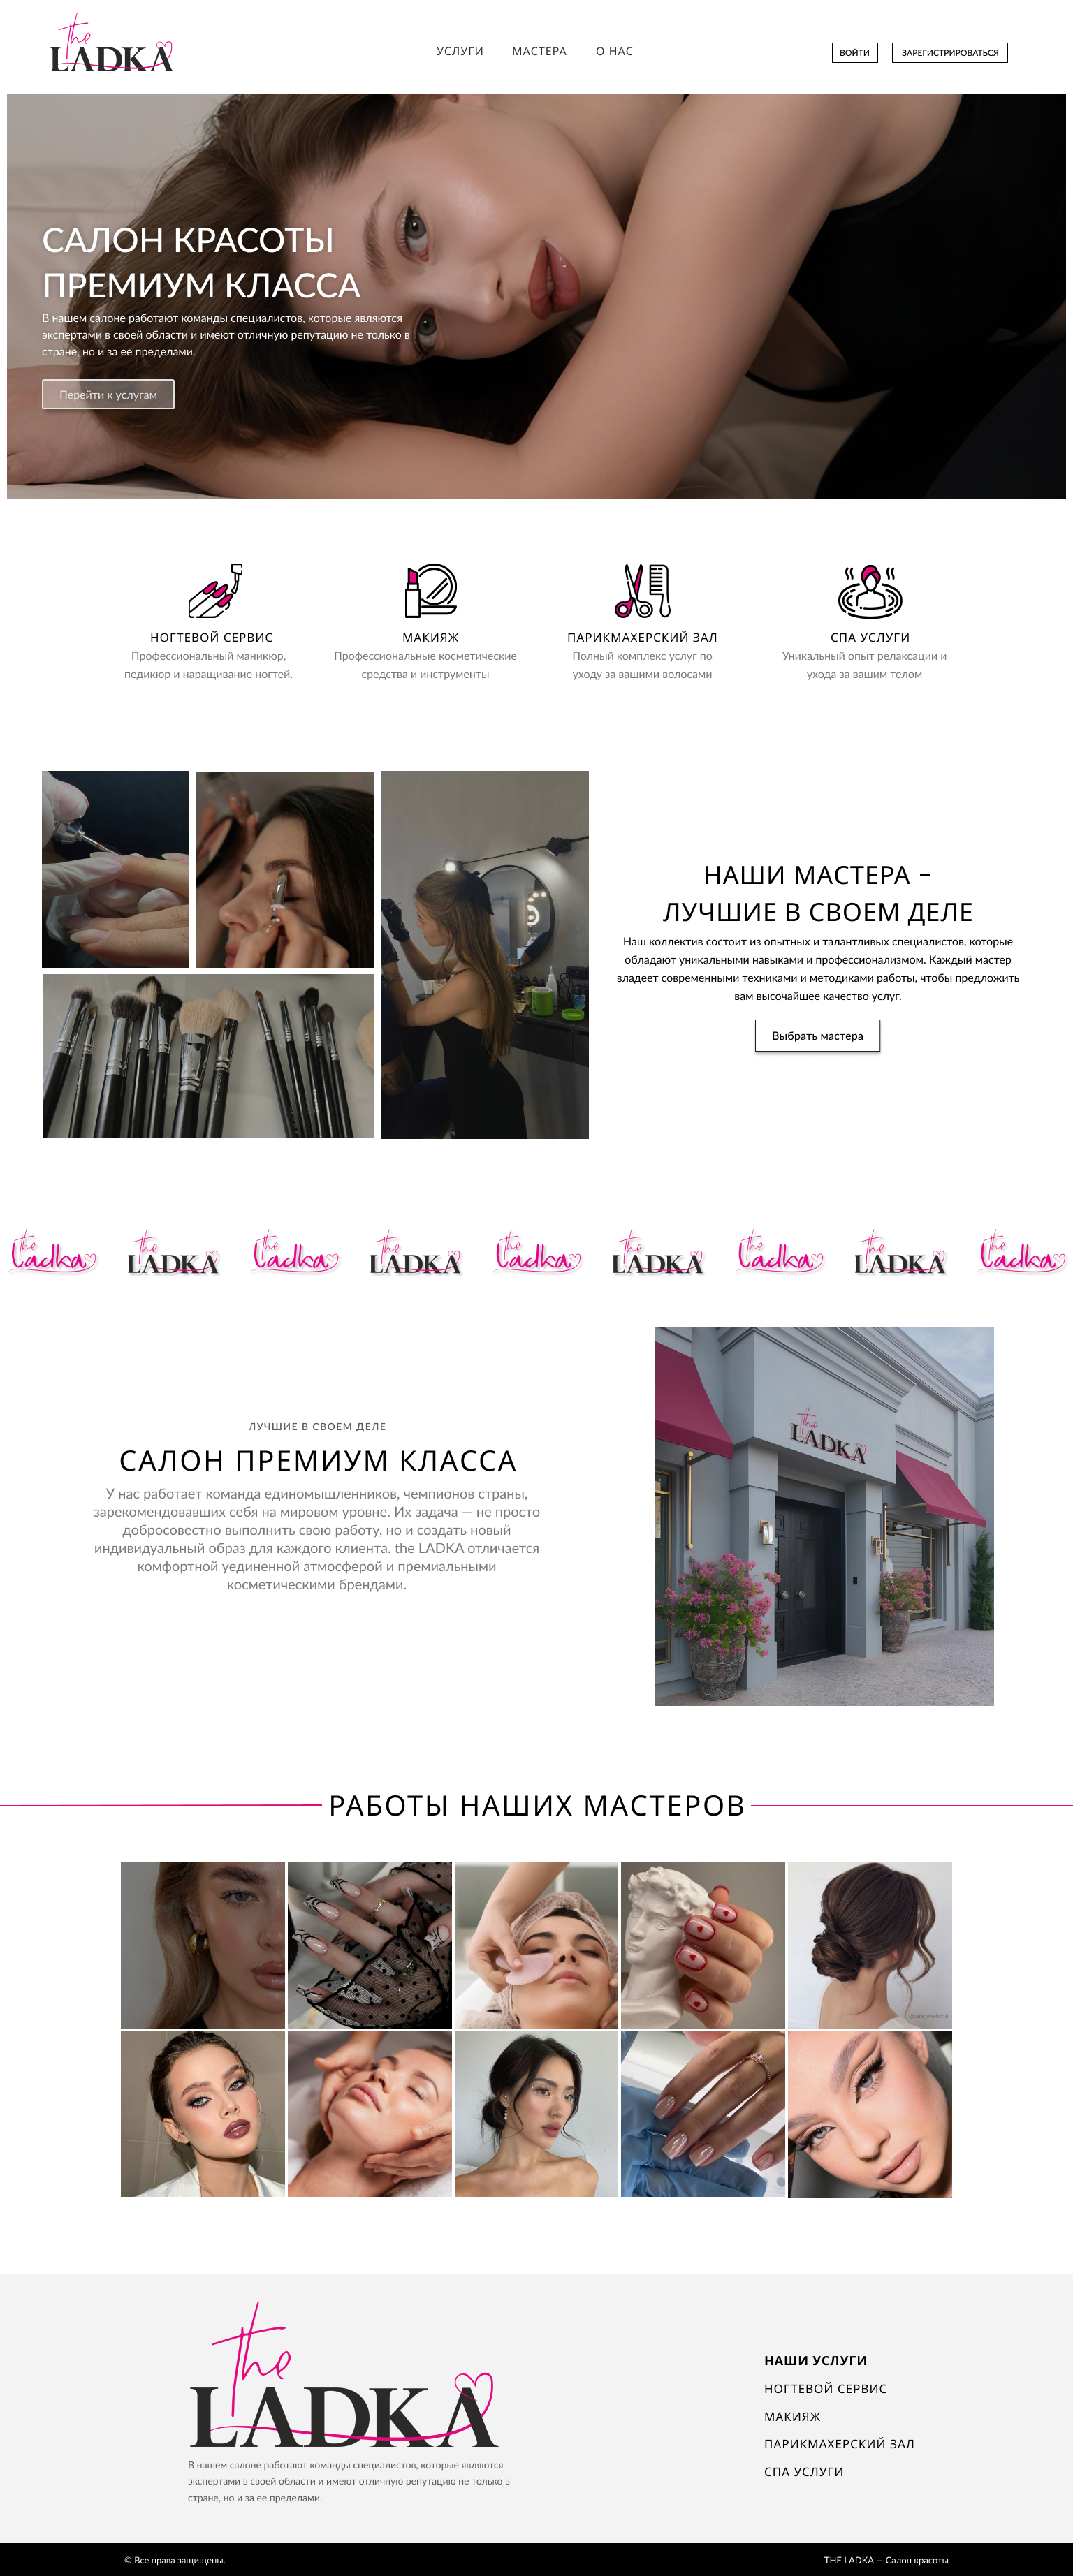 the
LADKA
УСЛУГИ МАСТЕРА О НАС
ВОЙТИ ЗАРЕГИСТРИРОВАТЬСЯ
САЛОН КРАСОТЫ
ПРЕМИУМ КЛАССА
В нашем салоне работают команды специалистов, которые являются
экспертами в своей области и имеют отличную репутацию не только в
стране, но и за ее пределами.
Перейти к услугам
НОГТЕВОЙ СЕРВИС
Профессиональный маникюр,
педикюр и наращивание ногтей.
МАКИЯЖ
Профессиональные косметические
средства и инструменты
ПАРИКМАХЕРСКИЙ ЗАЛ
Полный комплекс услуг по
уходу за вашими волосами
СПА УСЛУГИ
Уникальный опыт релаксации и
ухода за вашим телом
НАШИ МАСТЕРА -
ЛУЧШИЕ В СВОЕМ ДЕЛЕ
Наш коллектив состоит из опытных и талантливых специалистов, которые
обладают уникальными навыками и профессионализмом. Каждый мастер
владеет современными техниками и методиками работы, чтобы предложить
вам высочайшее качество услуг.
Выбрать мастера
the Ladka the LADKA the Ladka the LADKA the Ladka the LADKA the Ladka the LADKA the Ladka
the
LADKA
ЛУЧШИЕ В СВОЕМ ДЕЛЕ
САЛОН ПРЕМИУМ КЛАССА
У нас работает команда единомышленников, чемпионов страны,
зарекомендовавших себя на мировом уровне. Их задача — не просто
добросовестно выполнить свою работу, но и создать новый
индивидуальный образ для каждого клиента. the LADKA отличается
комфортной уединенной атмосферой и премиальными
косметическими брендами.
РАБОТЫ НАШИХ МАСТЕРОВ
the
LADKA
В нашем салоне работают команды специалистов, которые являются
экспертами в своей области и имеют отличную репутацию не только в
стране, но и за ее пределами.
НАШИ УСЛУГИ
НОГТЕВОЙ СЕРВИС
МАКИЯЖ
ПАРИКМАХЕРСКИЙ ЗАЛ
СПА УСЛУГИ
© Все права защищены.
THE LADKA — Салон красоты